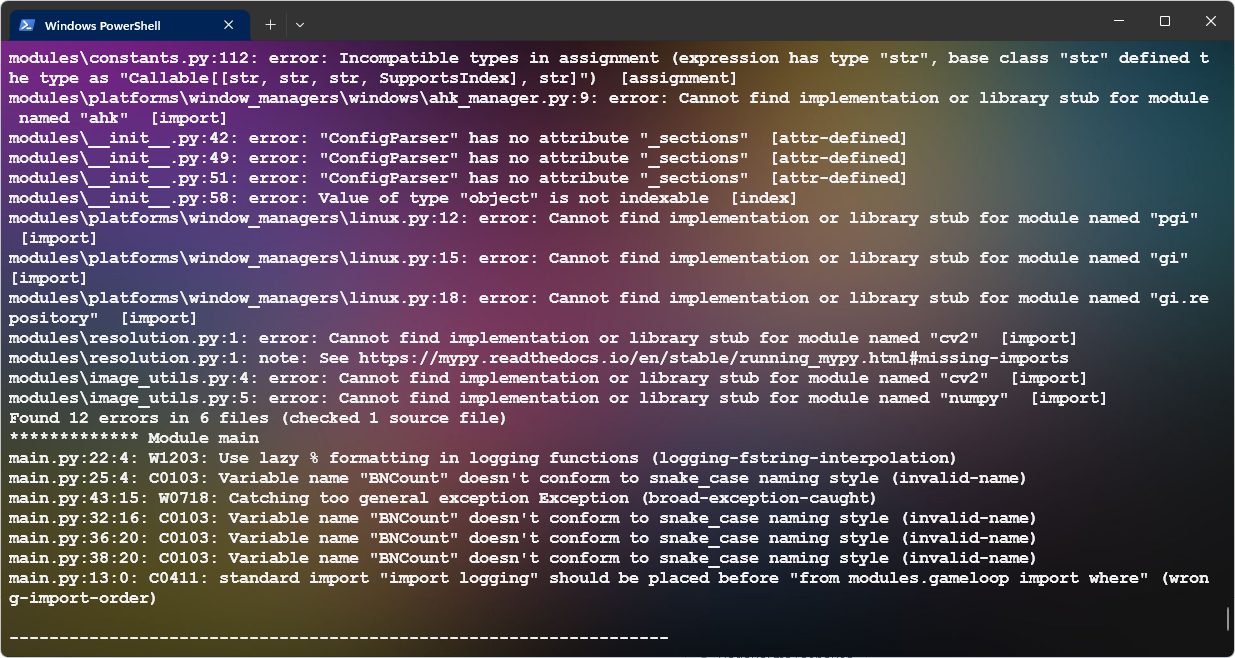 Windows PowerShell
modules\constants.py:112: error: Incompatible types in assignment (expression has type "str", base class "str" defined t
he type as "Callable[[str, str, str, SupportsIndex], str]")  [assignment]
modules\platforms\window_managers\windows\ahk_manager.py:9: error: Cannot find implementation or library stub for module
 named "ahk"  [import]
modules\__init__.py:42: error: "ConfigParser" has no attribute "_sections"  [attr-defined]
modules\__init__.py:49: error: "ConfigParser" has no attribute "_sections"  [attr-defined]
modules\__init__.py:51: error: "ConfigParser" has no attribute "_sections"  [attr-defined]
modules\__init__.py:58: error: Value of type "object" is not indexable  [index]
modules\platforms\window_managers\linux.py:12: error: Cannot find implementation or library stub for module named "pgi"
 [import]
modules\platforms\window_managers\linux.py:15: error: Cannot find implementation or library stub for module named "gi"
[import]
modules\platforms\window_managers\linux.py:18: error: Cannot find implementation or library stub for module named "gi.re
pository"  [import]
modules\resolution.py:1: error: Cannot find implementation or library stub for module named "cv2"  [import]
modules\resolution.py:1: note: See https://mypy.readthedocs.io/en/stable/running_mypy.html#missing-imports
modules\image_utils.py:4: error: Cannot find implementation or library stub for module named "cv2"  [import]
modules\image_utils.py:5: error: Cannot find implementation or library stub for module named "numpy"  [import]
Found 12 errors in 6 files (checked 1 source file)
************* Module main
main.py:22:4: W1203: Use lazy % formatting in logging functions (logging-fstring-interpolation)
main.py:25:4: C0103: Variable name "BNCount" doesn't conform to snake_case naming style (invalid-name)
main.py:43:15: W0718: Catching too general exception Exception (broad-exception-caught)
main.py:32:16: C0103: Variable name "BNCount" doesn't conform to snake_case naming style (invalid-name)
main.py:36:20: C0103: Variable name "BNCount" doesn't conform to snake_case naming style (invalid-name)
main.py:38:20: C0103: Variable name "BNCount" doesn't conform to snake_case naming style (invalid-name)
main.py:13:0: C0411: standard import "import logging" should be placed before "from modules.gameloop import where" (wron
g-import-order)
------------------------------------------------------------------